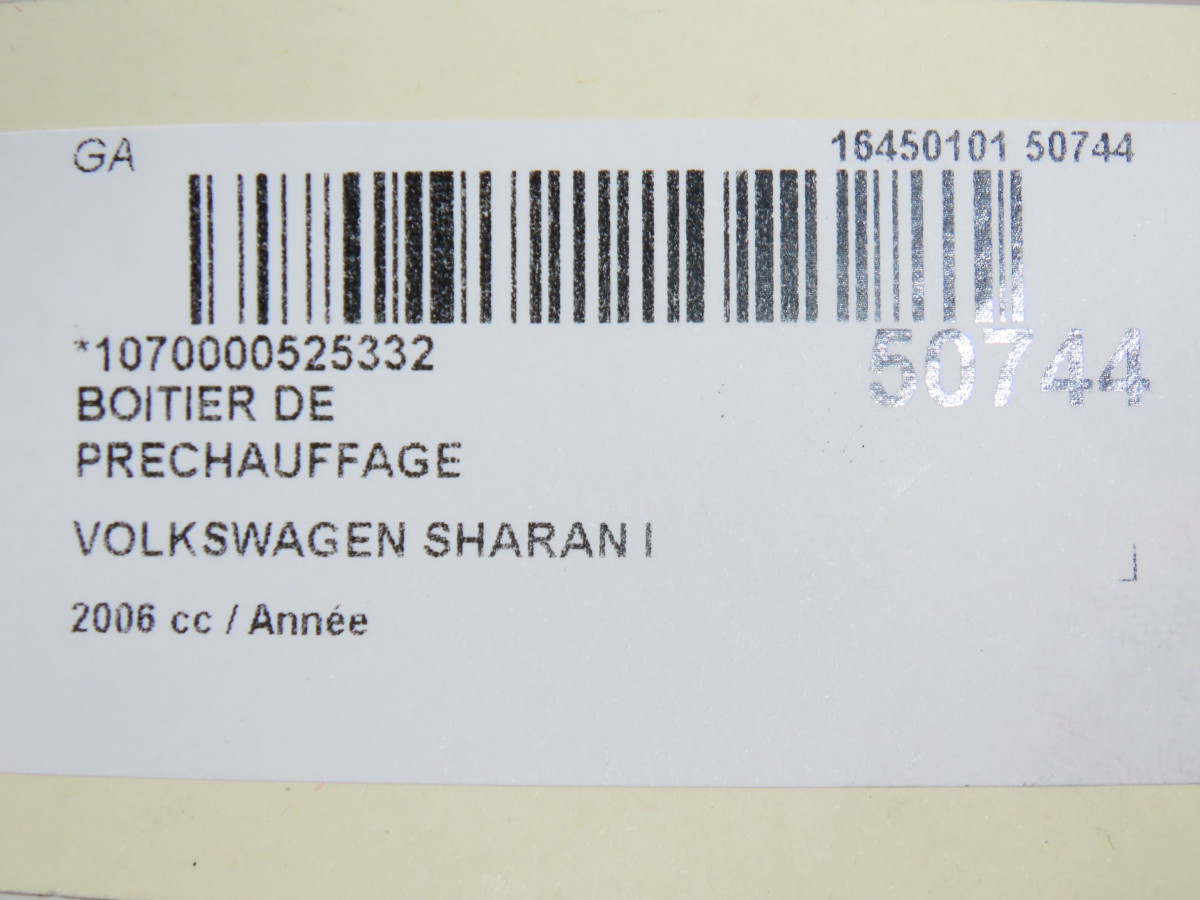 GA
16450101 50744
*1070000525332
50744
BOITIER DE
PRECHAUFFAGE
VOLKSWAGEN SHARAN I
2006 cc / Année